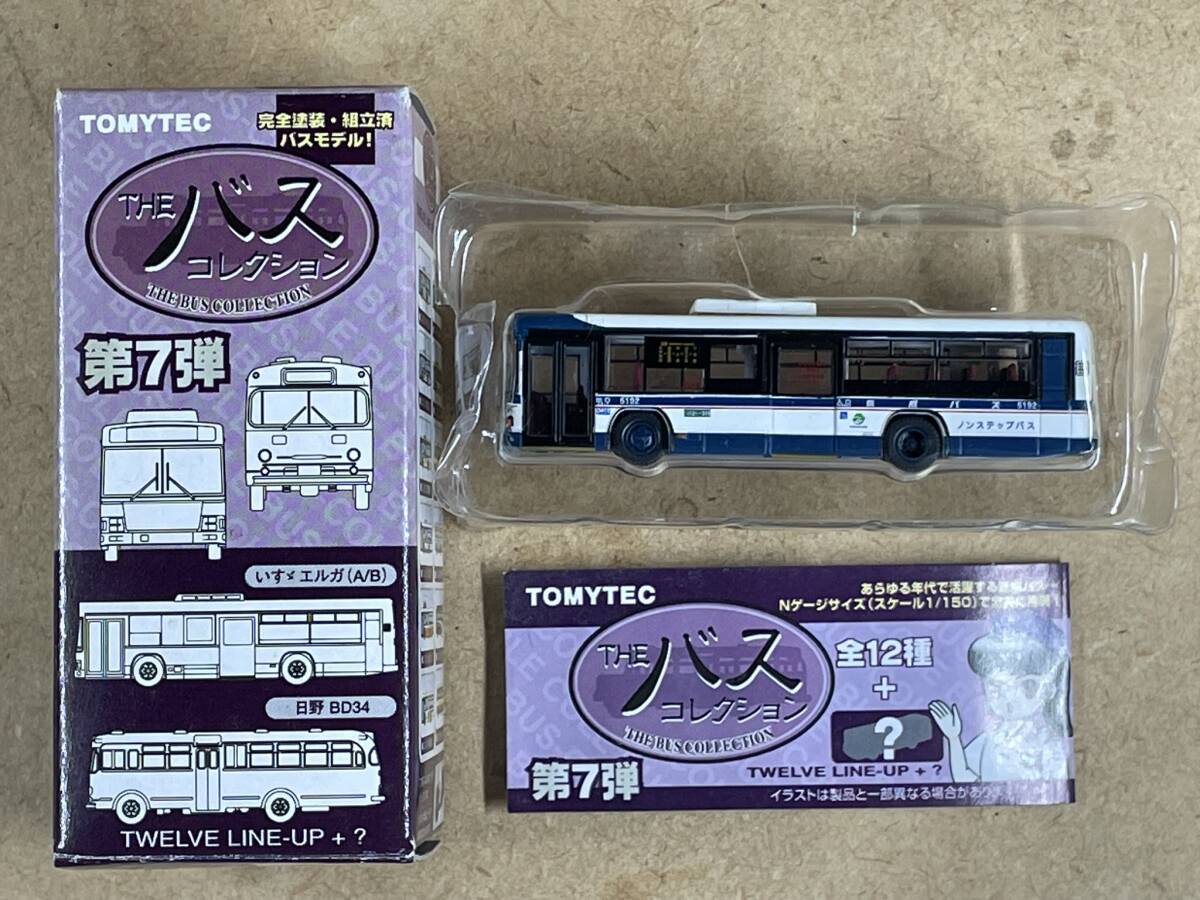 TOMYTEC
完全塗装・組立済
バスモデル!
THE バス
コレクション
THE BUS COLLECTION
第7弾
いすゞエルガ(A/B)
日野 BD34
TWELVE LINE-UP + ?
5192
バス 5192
ノンステップバス
TOMYTEC
あらゆる年代で活躍する
Nゲージサイズ(スケール1/150)で
THE バス
コレクション
THE BUS COLLECTION
全12種
+
?
第7弾
TWELVE LINE-UP + ?
イラストは製品と一部異なる場合が